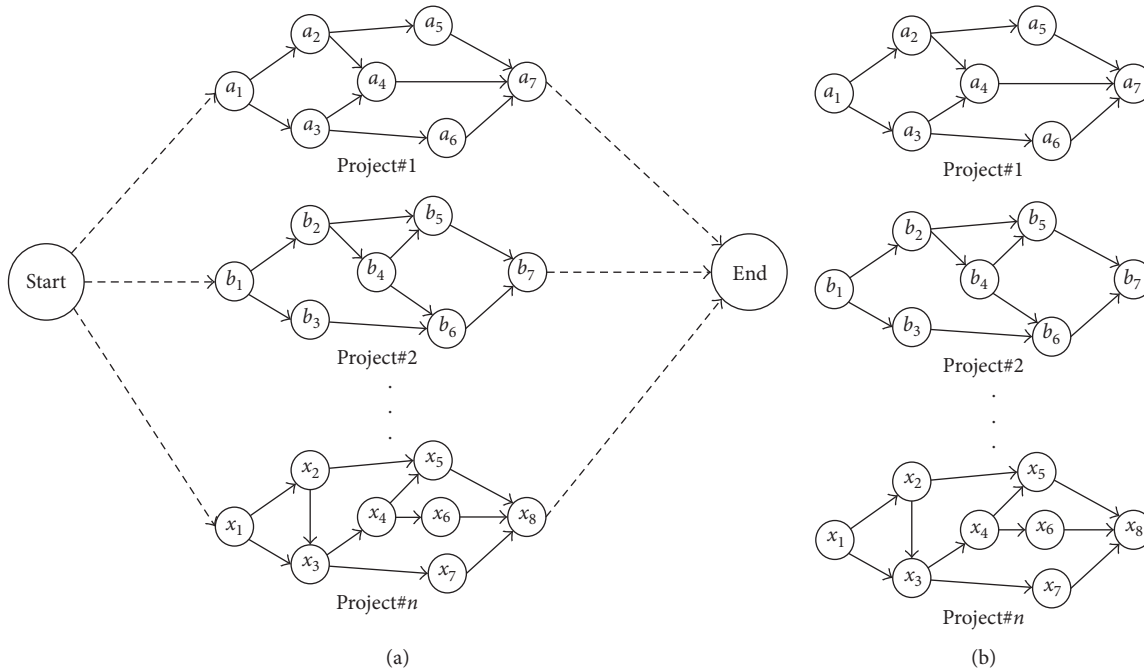 a₂
a₅
a₁
a₄
a₇
a₃
a₆
Project#1
Start
b₂
b₅
b₁
b₄
b₇
b₃
b₆
Project#2
End
.
.
.
x₂
x₅
x₁
x₄
x₆
x₈
x₃
x₇
Project#n
(a)
a₂
a₅
a₁
a₄
a₇
a₃
a₆
Project#1
b₂
b₅
b₁
b₄
b₇
b₃
b₆
Project#2
.
.
.
x₂
x₅
x₁
x₄
x₆
x₈
x₃
x₇
Project#n
(b)